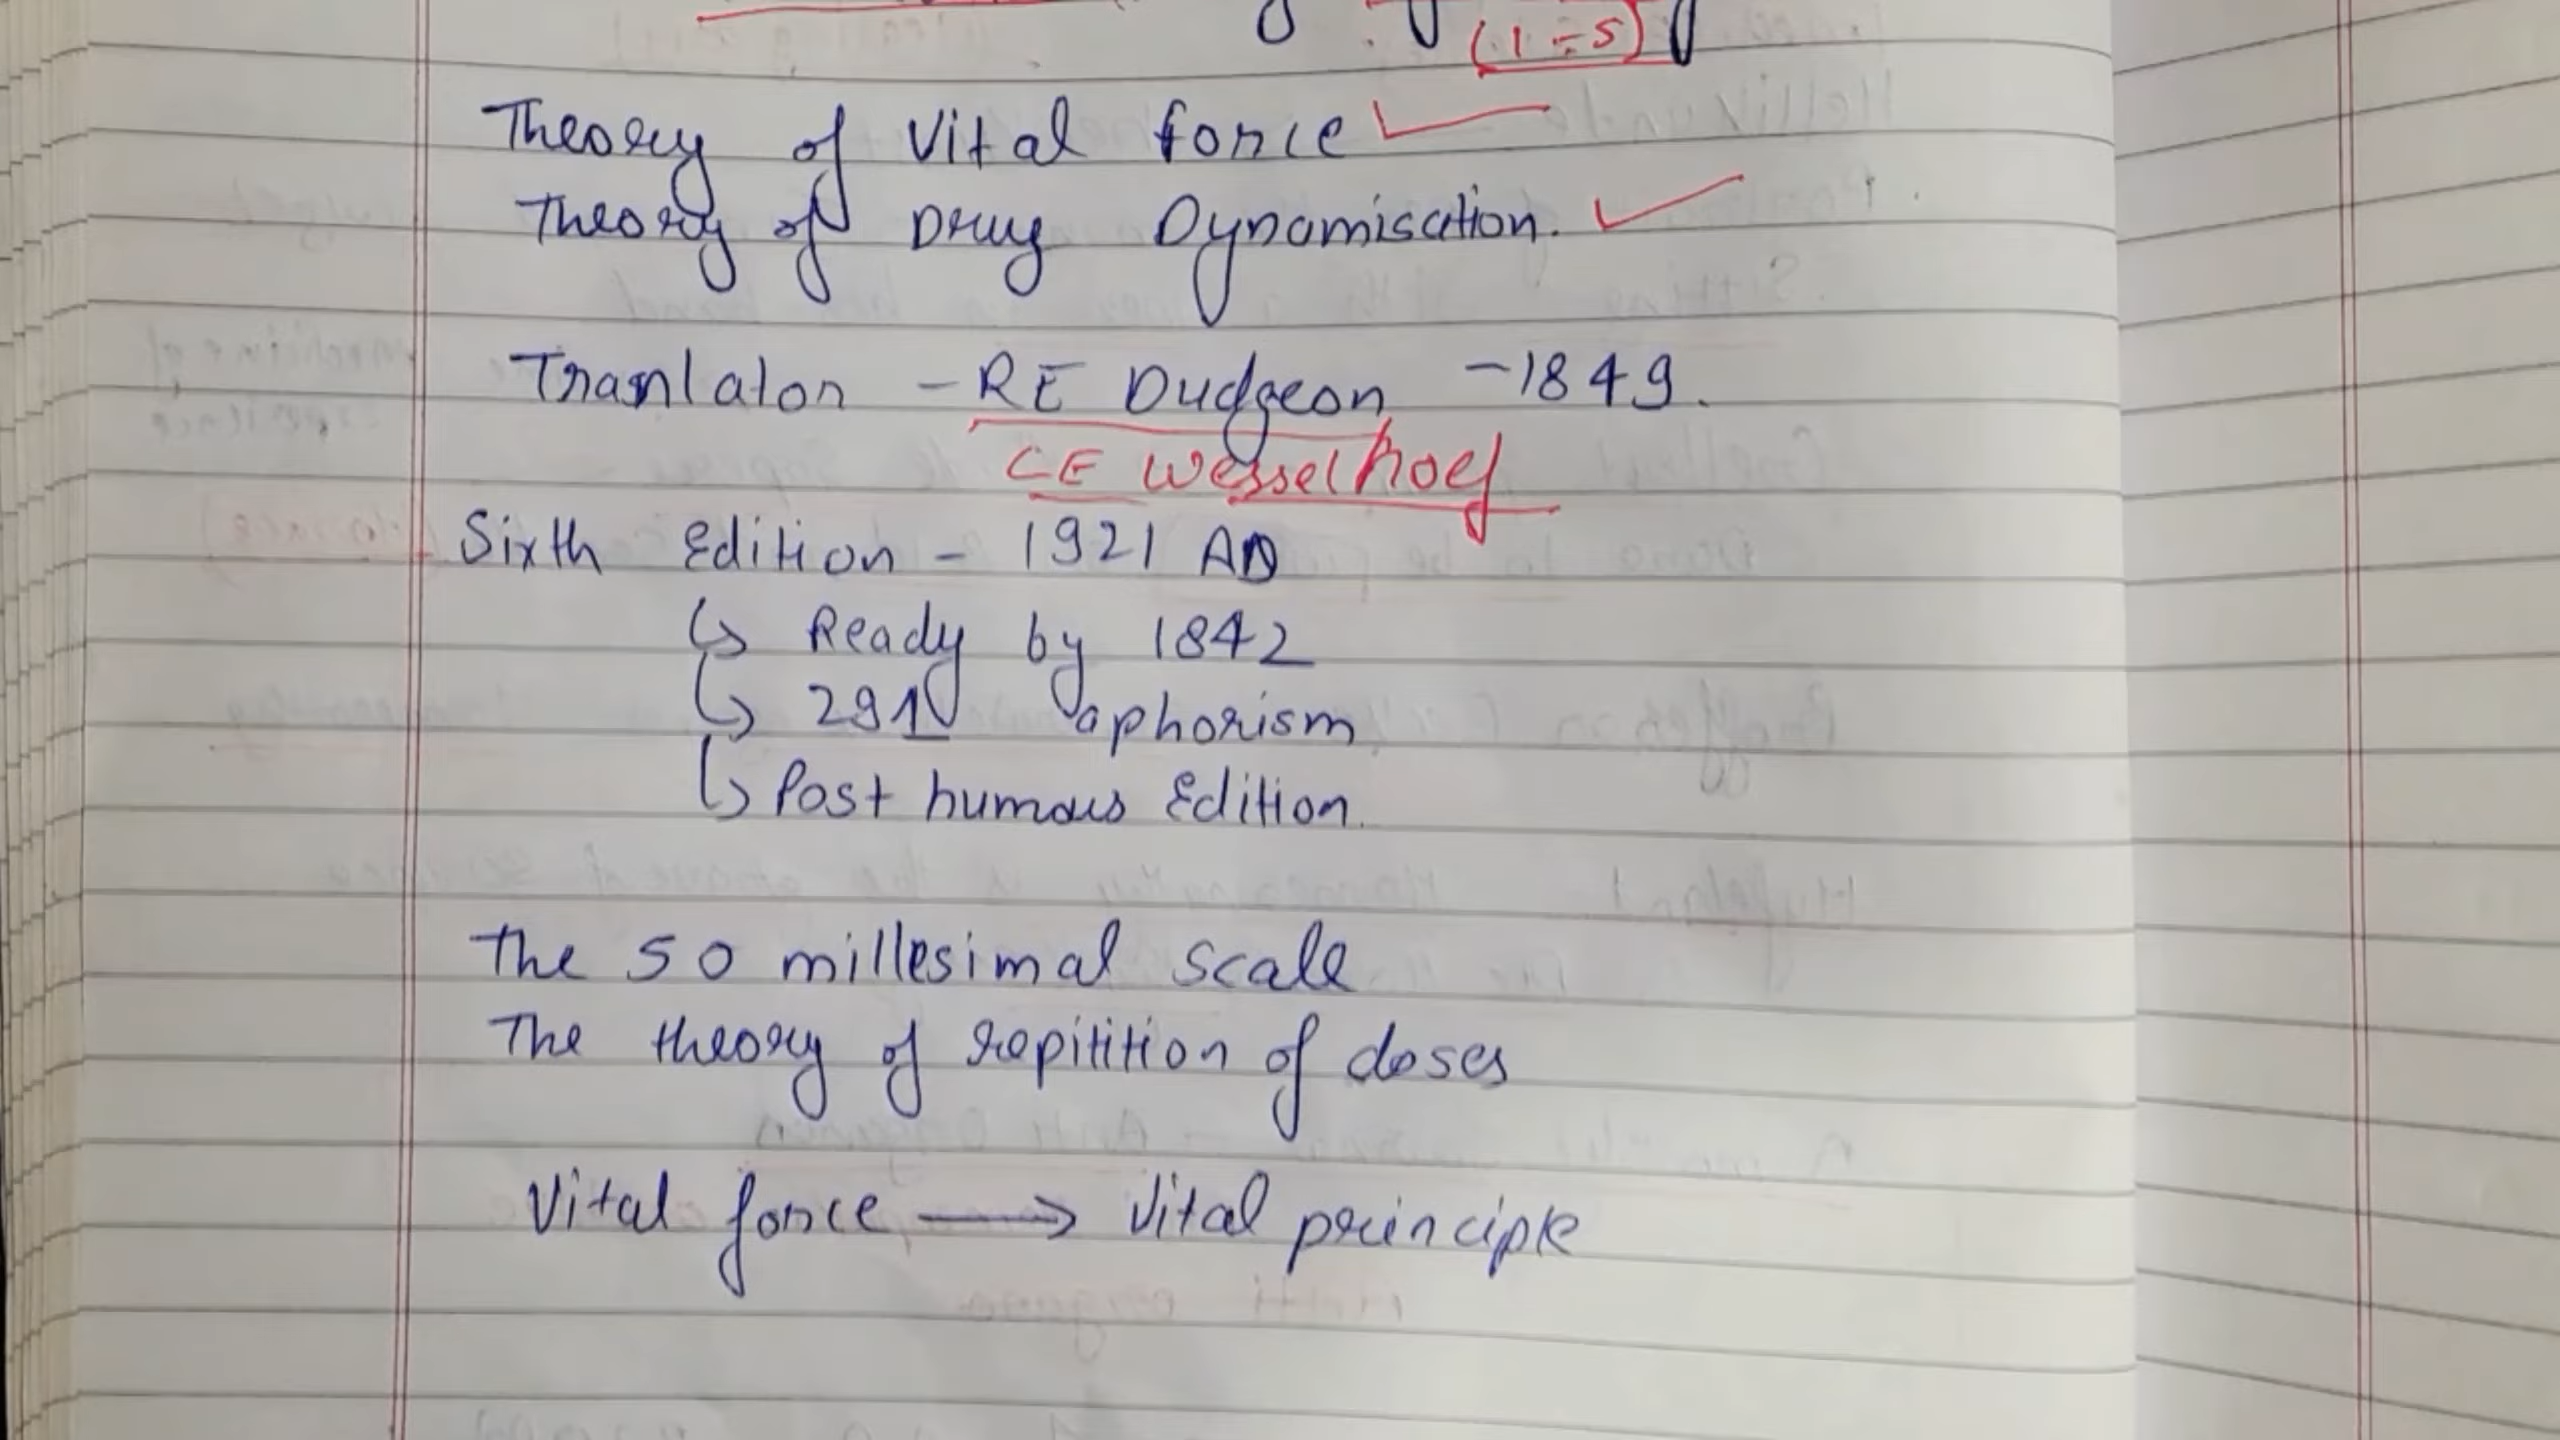 (1-5)
Theory of Vital force
Theory of Drug Dynamisation.
Tranlator - RE Dudgeon - 1849.
CE Wesselhoef
Sixth Edition - 1921 AD
↳ Ready by 1842
↳ 291 aphorism
↳ Post humous Edition.
The 50 millesimal scale
The theory of repitition of doses
Vital force → Vital principle